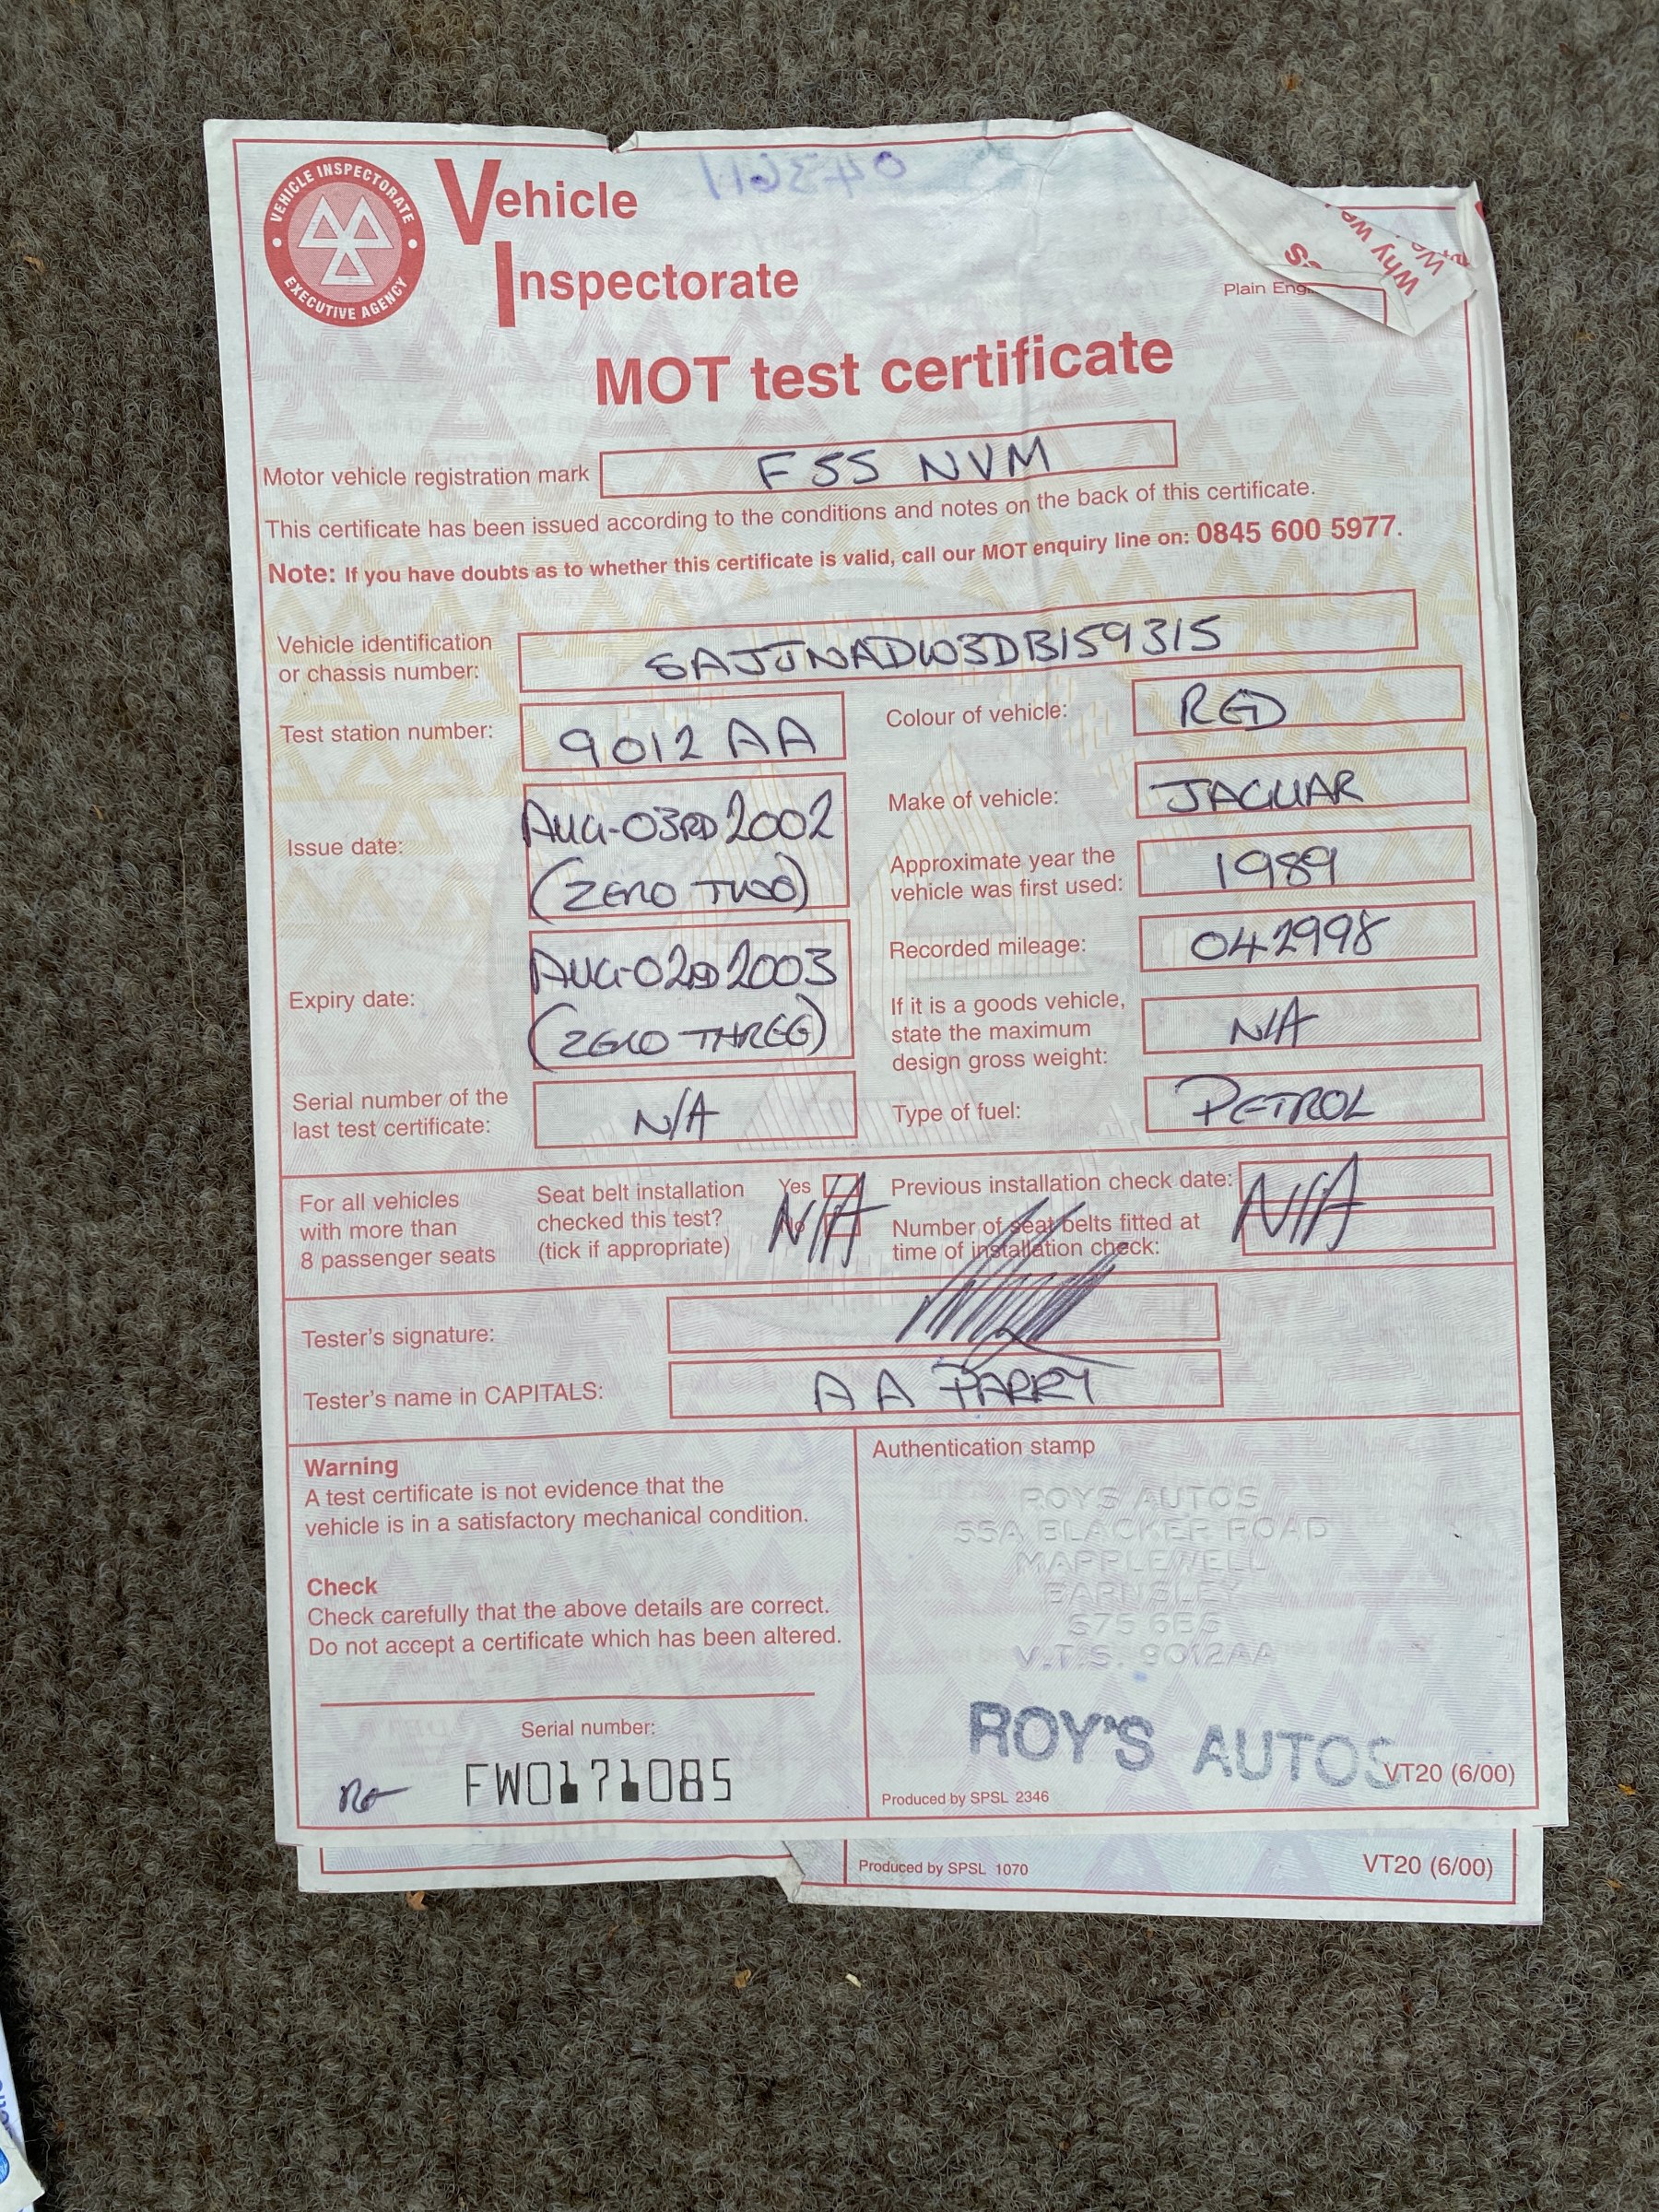 VEHICLE INSPECTORATE
EXECUTIVE AGENCY
Vehicle
Inspectorate
04361
Plain Eng
Why we
MOT test certificate
Motor vehicle registration mark F55 NVM
This certificate has been issued according to the conditions and notes on the back of this certificate.
Note: If you have doubts as to whether this certificate is valid, call our MOT enquiry line on: 0845 600 5977.
Vehicle identification
or chassis number: SAJJNADW3DB159315
Test station number: 9012 AA
Colour of vehicle: RED
Issue date: AUG-03RD 2002
(ZERO TWO)
Make of vehicle: JAGUAR
Approximate year the
vehicle was first used: 1989
Expiry date: AUG-02ND 2003
(ZERO THREE)
Recorded mileage: 042998
If it is a goods vehicle,
state the maximum
design gross weight: N/A
Serial number of the
last test certificate: N/A
Type of fuel: PETROL
For all vehicles
with more than
8 passenger seats
Seat belt installation
checked this test?
(tick if appropriate)
Yes
No
N/A
Previous installation check date:
Number of seat belts fitted at
time of installation check:
N/A
Tester's signature:
Tester's name in CAPITALS: A A PARRY
Warning
A test certificate is not evidence that the
vehicle is in a satisfactory mechanical condition.
Check
Check carefully that the above details are correct.
Do not accept a certificate which has been altered.
Serial number:
FW0171085
Authentication stamp
ROYS AUTOS
55A BLACKER ROAD
MAPPLEWELL
BARNSLEY
S75 6BS
V.T.S. 9012AA
ROY'S AUTOS
VT20 (6/00)
Produced by SPSL 2346
Produced by SPSL 1070
VT20 (6/00)